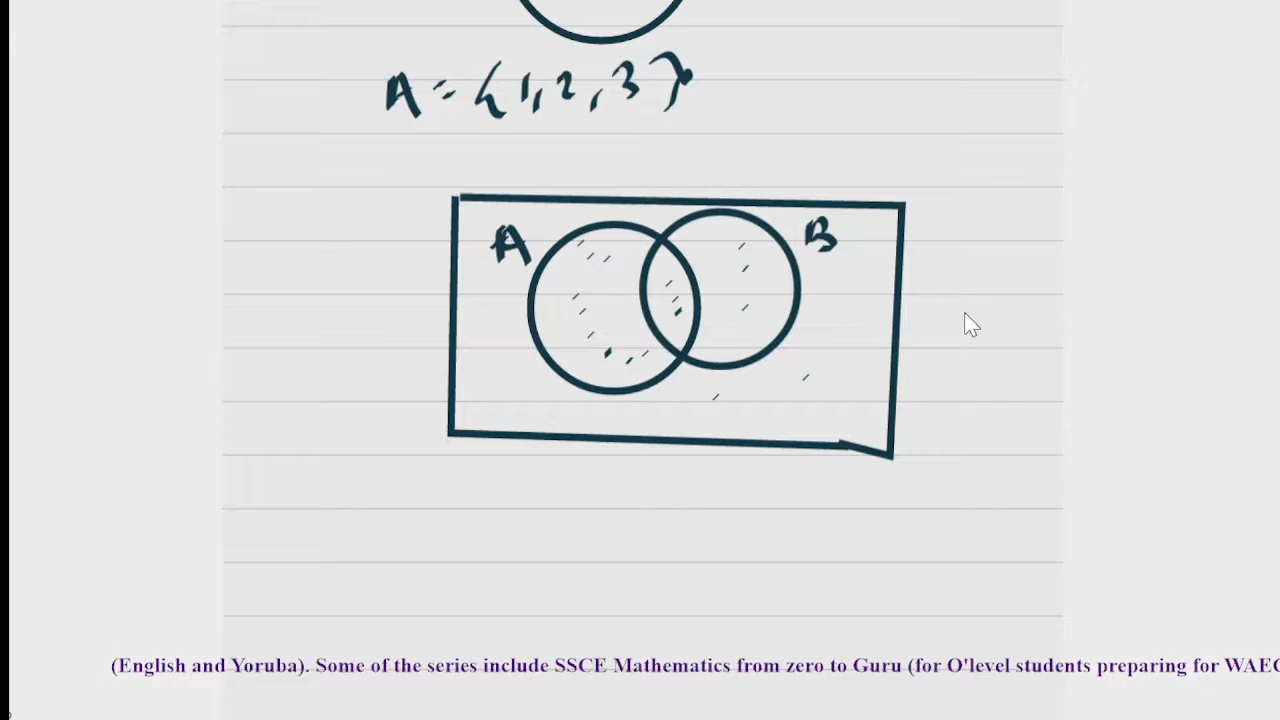 A = {1, 2, 3}
A B
(English and Yoruba). Some of the series include SSCE Mathematics from zero to Guru (for O'level students preparing for WAEC